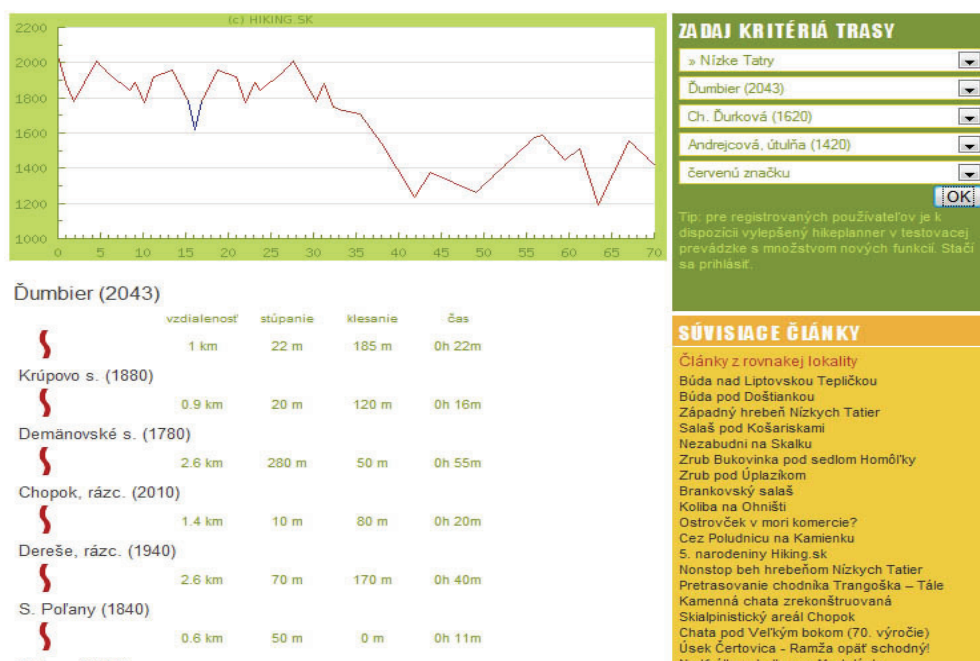 (c) HIKING.SK
2200
2000
1800
1600
1400
1200
1000
0 5 10 15 20 25 30 35 40 45 50 55 60 65 70
Ďumbier (2043)
vzdialenosť stúpanie klesanie čas
1 km 22 m 185 m 0h 22m
Krúpovo s. (1880)
0.9 km 20 m 120 m 0h 16m
Demänovské s. (1780)
2.6 km 280 m 50 m 0h 55m
Chopok, rázc. (2010)
1.4 km 10 m 80 m 0h 20m
Dereše, rázc. (1940)
2.6 km 70 m 170 m 0h 40m
S. Poľany (1840)
0.6 km 50 m 0 m 0h 11m
ZADAJ KRITÉRIÁ TRASY
» Nízke Tatry
Ďumbier (2043)
Ch. Ďurková (1620)
Andrejcová, útulňa (1420)
červenú značku
OK
Tip: pre registrovaných používateľov je k
dispozícii vylepšený hikeplanner v testovacej
prevádzke s množstvom nových funkcií. Stačí
sa prihlásiť.
SÚVISIACE ČLÁNKY
Články z rovnakej lokality
Búda nad Liptovskou Tepličkou
Búda pod Doštiankou
Západný hrebeň Nízkych Tatier
Salaš pod Košariskami
Nezabudni na Skalku
Zrub Bukovinka pod sedlom Homôľky
Zrub pod Úplazíkom
Brankovský salaš
Koliba na Ohništi
Ostrovček v mori komercie?
Cez Poludnicu na Kamienku
5. narodeniny Hiking.sk
Nonstop beh hrebeňom Nízkych Tatier
Pretrasovanie chodníka Trangoška – Tále
Kamenná chata zrekonštruovaná
Skialpinistický areál Chopok
Chata pod Veľkým bokom (70. výročie)
Úsek Čertovica - Ramža opäť schodný!